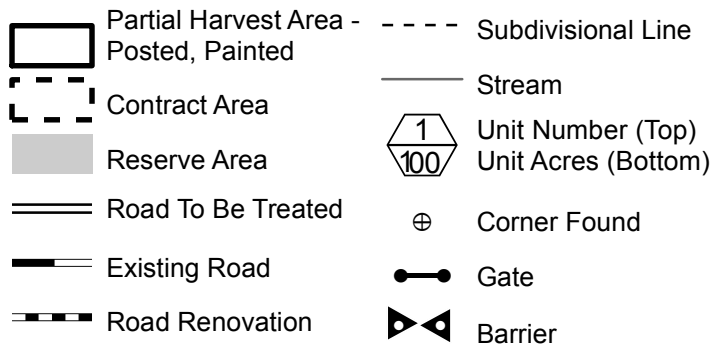 Partial Harvest Area -
Posted, Painted
Contract Area
Reserve Area
Road To Be Treated
Existing Road
Road Renovation
Subdivisional Line
Stream
1
100
Unit Number (Top)
Unit Acres (Bottom)
Corner Found
Gate
Barrier